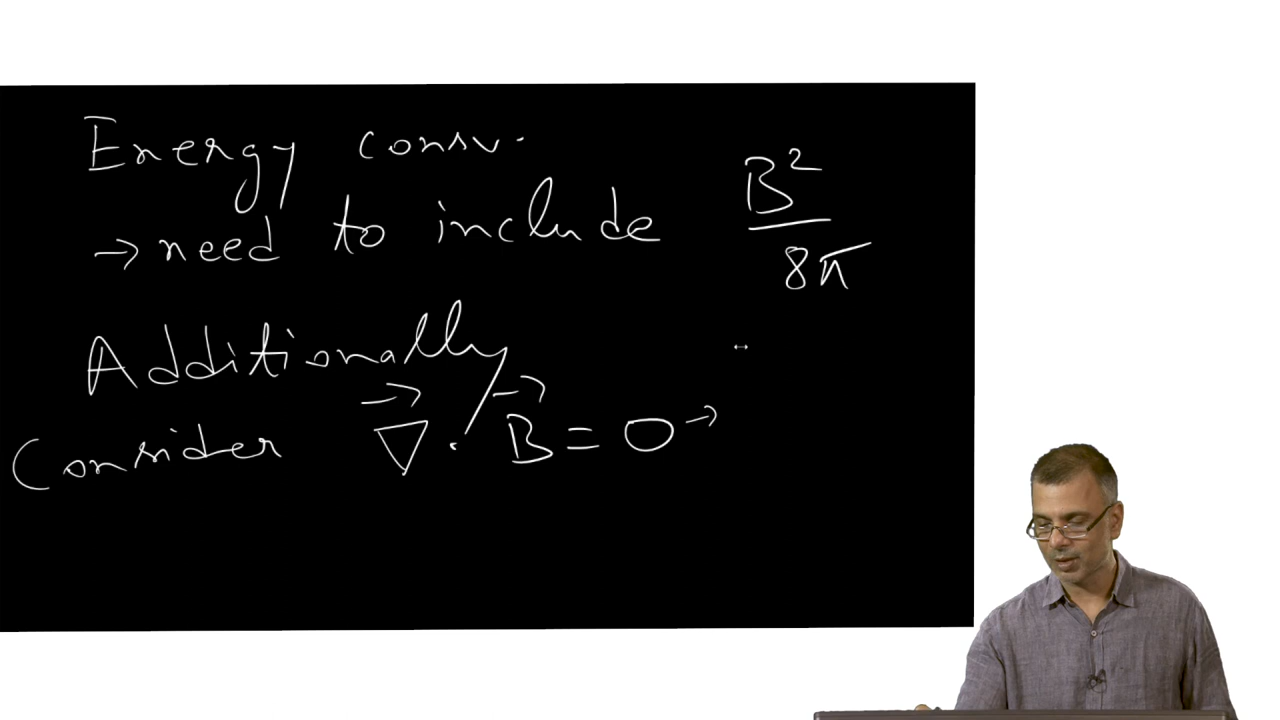 Energy consv.
→ need to include B²/8π
Additionally
Consider ∇⃗ · B⃗ = 0 →